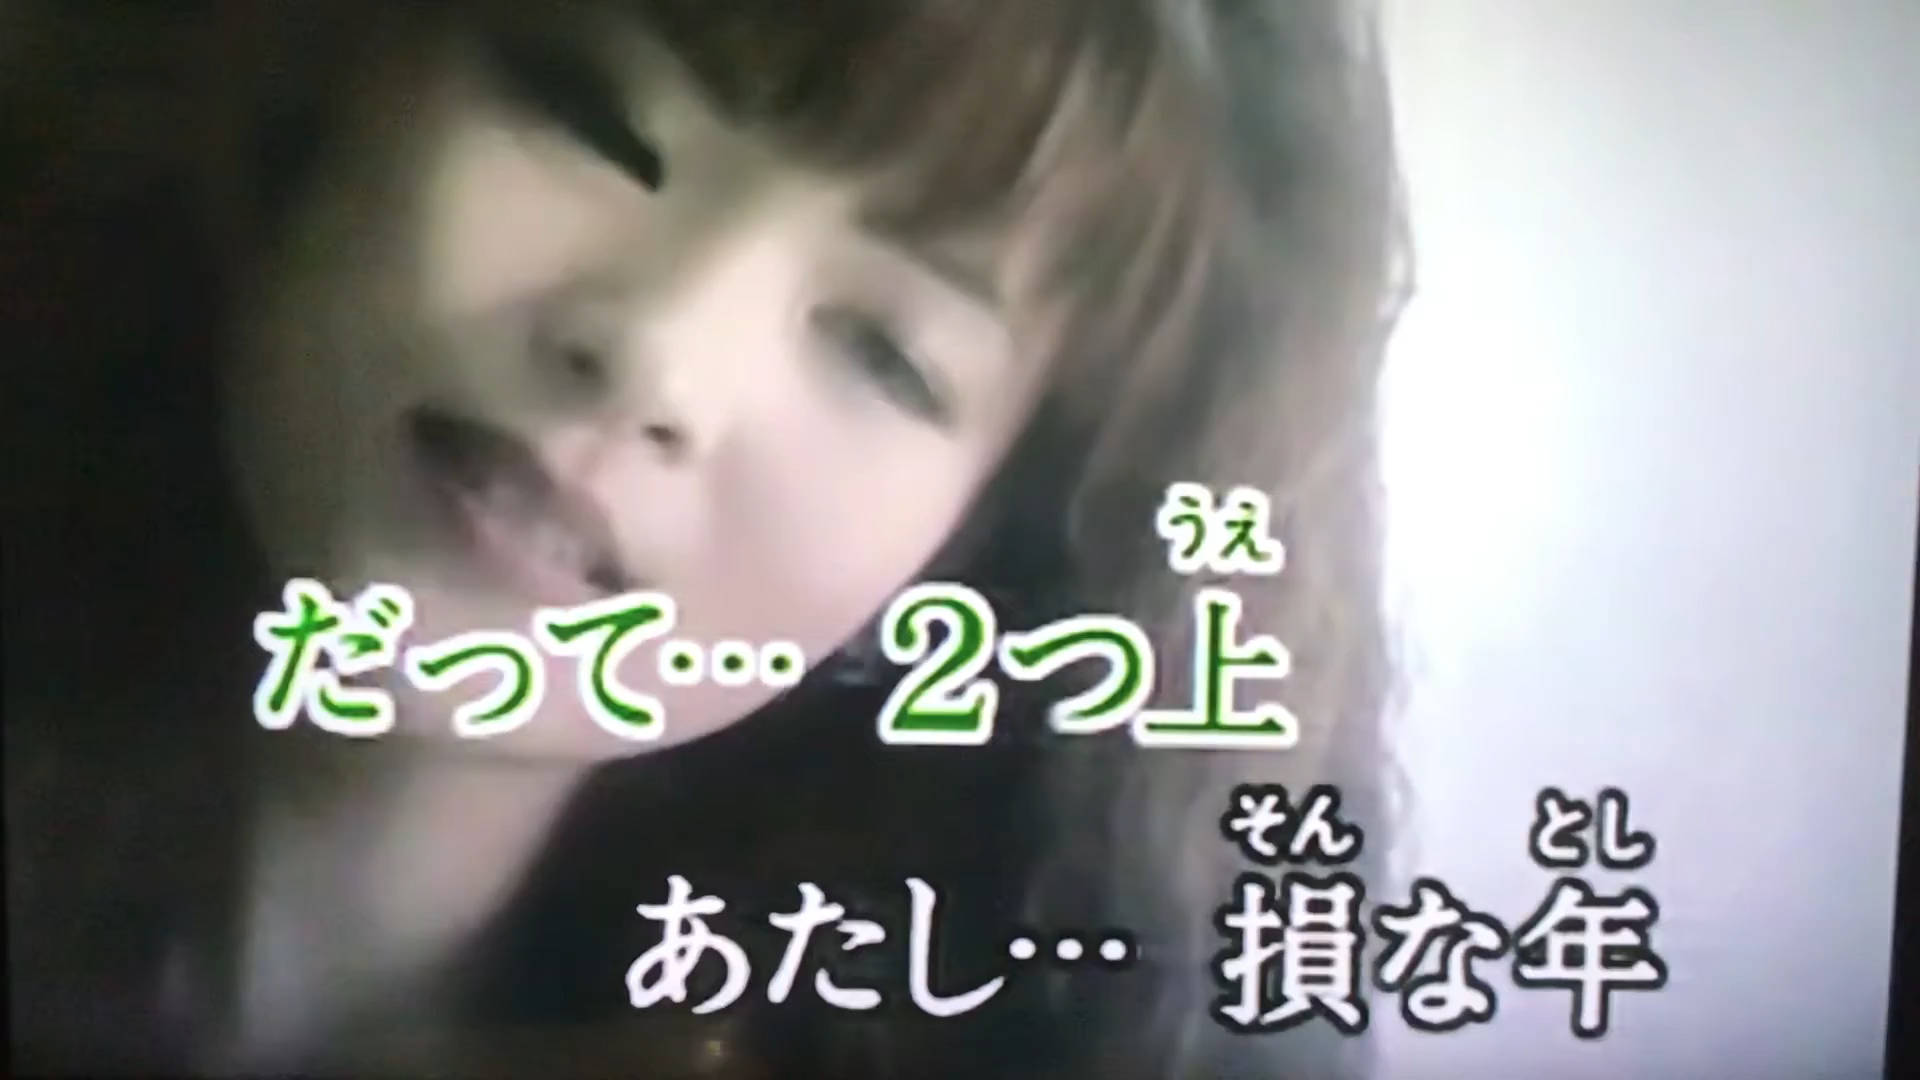 うえ
だって… 2つ上
そん とし
あたし… 損な年